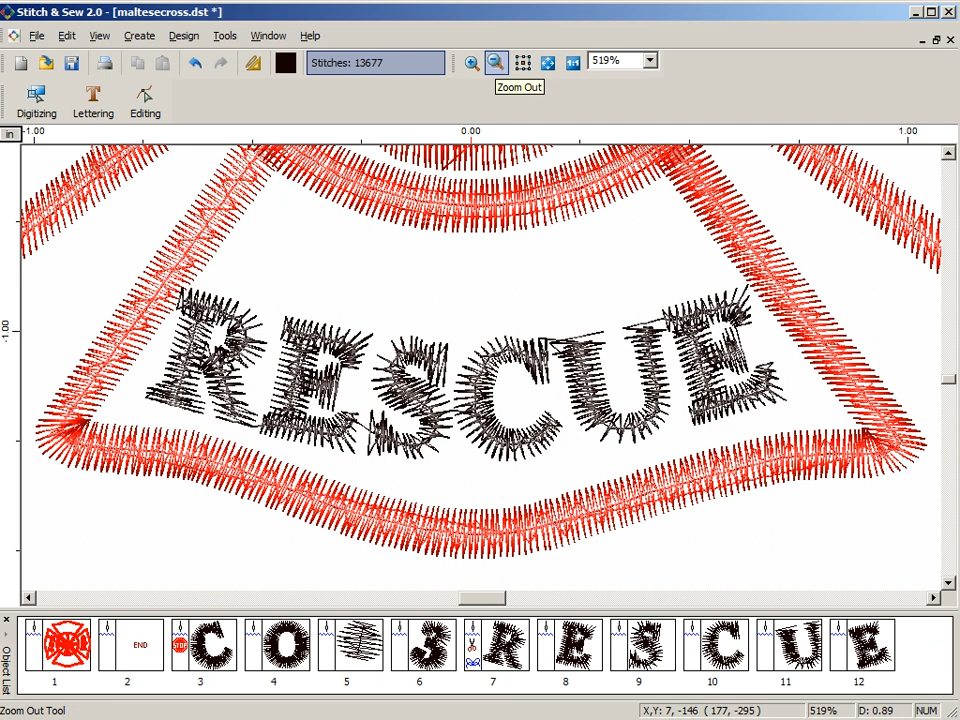 Stitch & Sew 2.0 - [maltesecross.dst *]
File Edit View Create Design Tools Window Help
Stitches: 13677
1:1
519%
Zoom Out
Digitizing Lettering Editing
in
-1.00 0.00 1.00
-1.00
RESCUE
Object List
END STOP C O 3 R E S C U E
1 2 3 4 5 6 7 8 9 10 11 12
Zoom Out Tool
X,Y: 7, -146 ( 177, -295 ) 519% D: 0.89 NUM